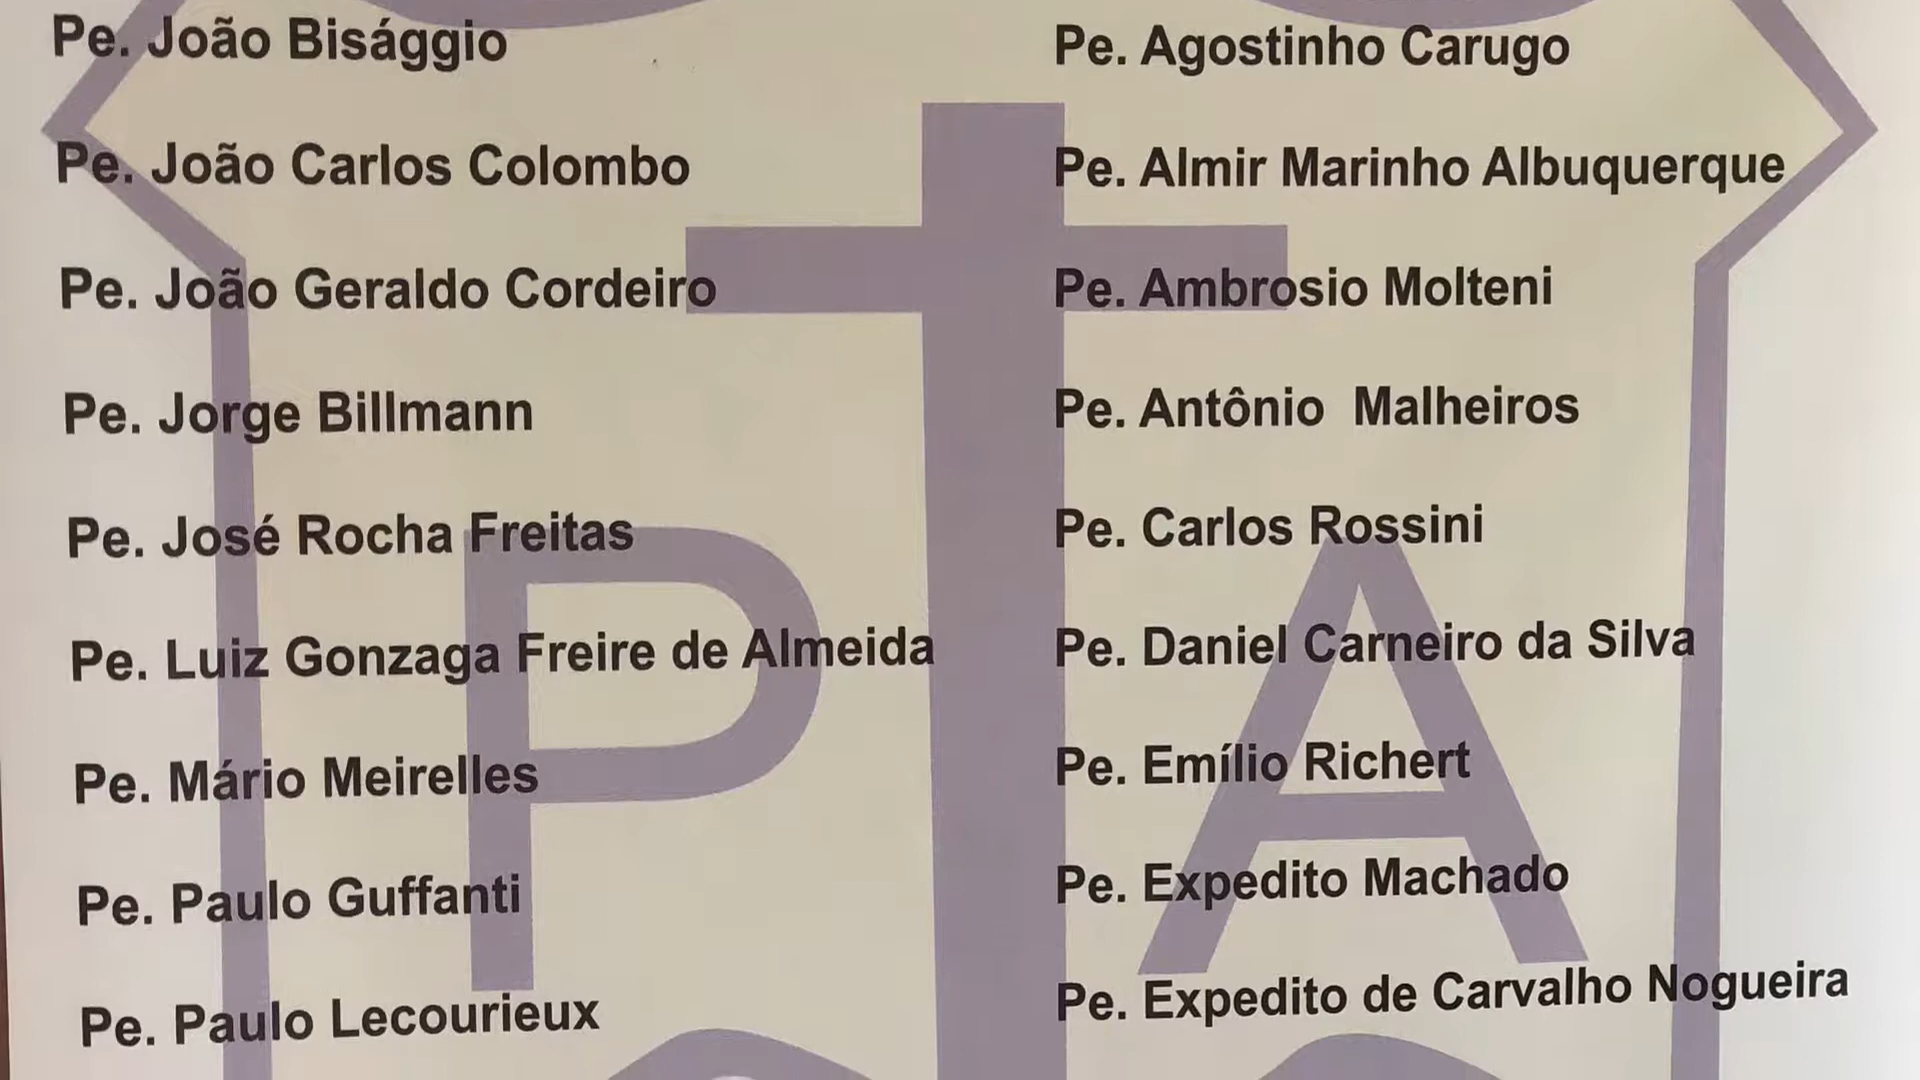 Pe. João Bisággio
Pe. João Carlos Colombo
Pe. João Geraldo Cordeiro
Pe. Jorge Billmann
Pe. José Rocha Freitas
Pe. Luiz Gonzaga Freire de Almeida
Pe. Mário Meirelles
Pe. Paulo Guffanti
Pe. Paulo Lecourieux
Pe. Agostinho Carugo
Pe. Almir Marinho Albuquerque
Pe. Ambrosio Molteni
Pe. Antônio  Malheiros
Pe. Carlos Rossini
Pe. Daniel Carneiro da Silva
Pe. Emílio Richert
Pe. Expedito Machado
Pe. Expedito de Carvalho Nogueira
P A